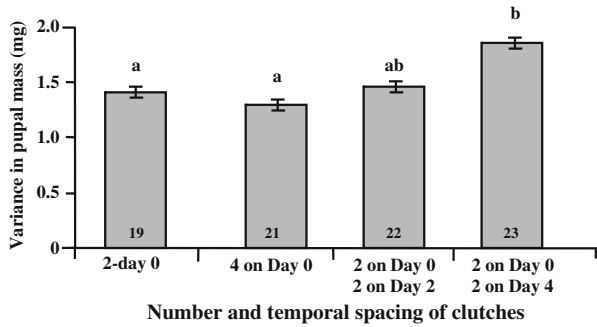 Variance in pupal mass (mg)
2.0
1.5
1.0
0.5
0
a
a
ab
b
19
21
22
23
2-day 0
4 on Day 0
2 on Day 0
2 on Day 2
2 on Day 0
2 on Day 4
Number and temporal spacing of clutches